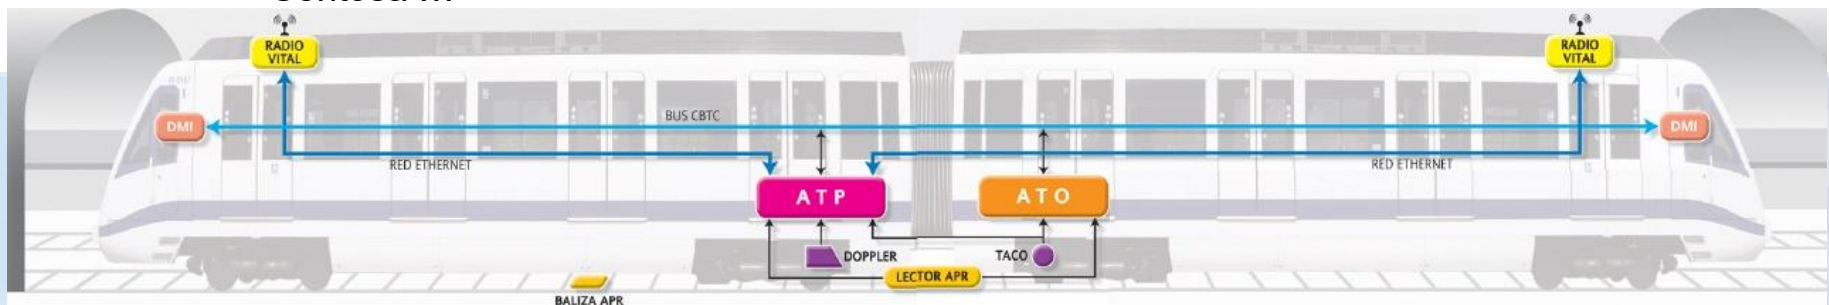 RADIO
VITAL
RADIO
VITAL
DMI
BUS CBTC
DMI
RED ETHERNET
RED ETHERNET
ATP
ATO
DOPPLER
TACO
LECTOR APR
BALIZA APR